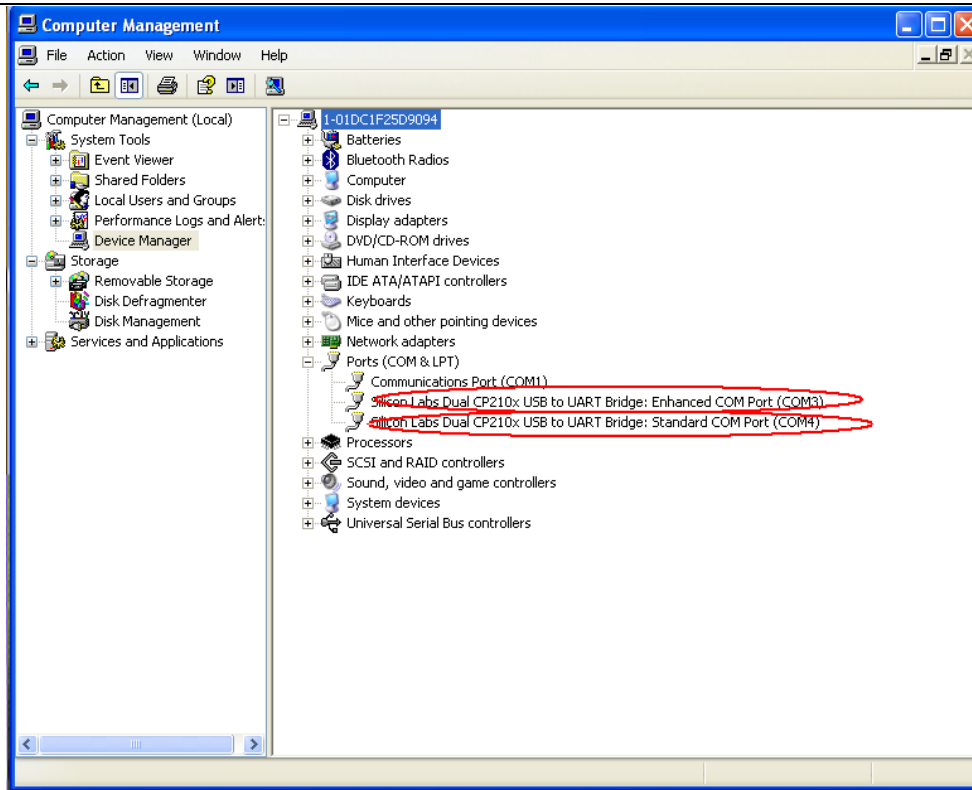 Computer Management
File Action View Window Help
Computer Management (Local)
System Tools
Event Viewer
Shared Folders
Local Users and Groups
Performance Logs and Alert:
Device Manager
Storage
Removable Storage
Disk Defragmenter
Disk Management
Services and Applications
1-01DC1F25D9094
Batteries
Bluetooth Radios
Computer
Disk drives
Display adapters
DVD/CD-ROM drives
Human Interface Devices
IDE ATA/ATAPI controllers
Keyboards
Mice and other pointing devices
Network adapters
Ports (COM & LPT)
Communications Port (COM1)
Silicon Labs Dual CP210x USB to UART Bridge: Enhanced COM Port (COM3)
Silicon Labs Dual CP210x USB to UART Bridge: Standard COM Port (COM4)
Processors
SCSI and RAID controllers
Sound, video and game controllers
System devices
Universal Serial Bus controllers